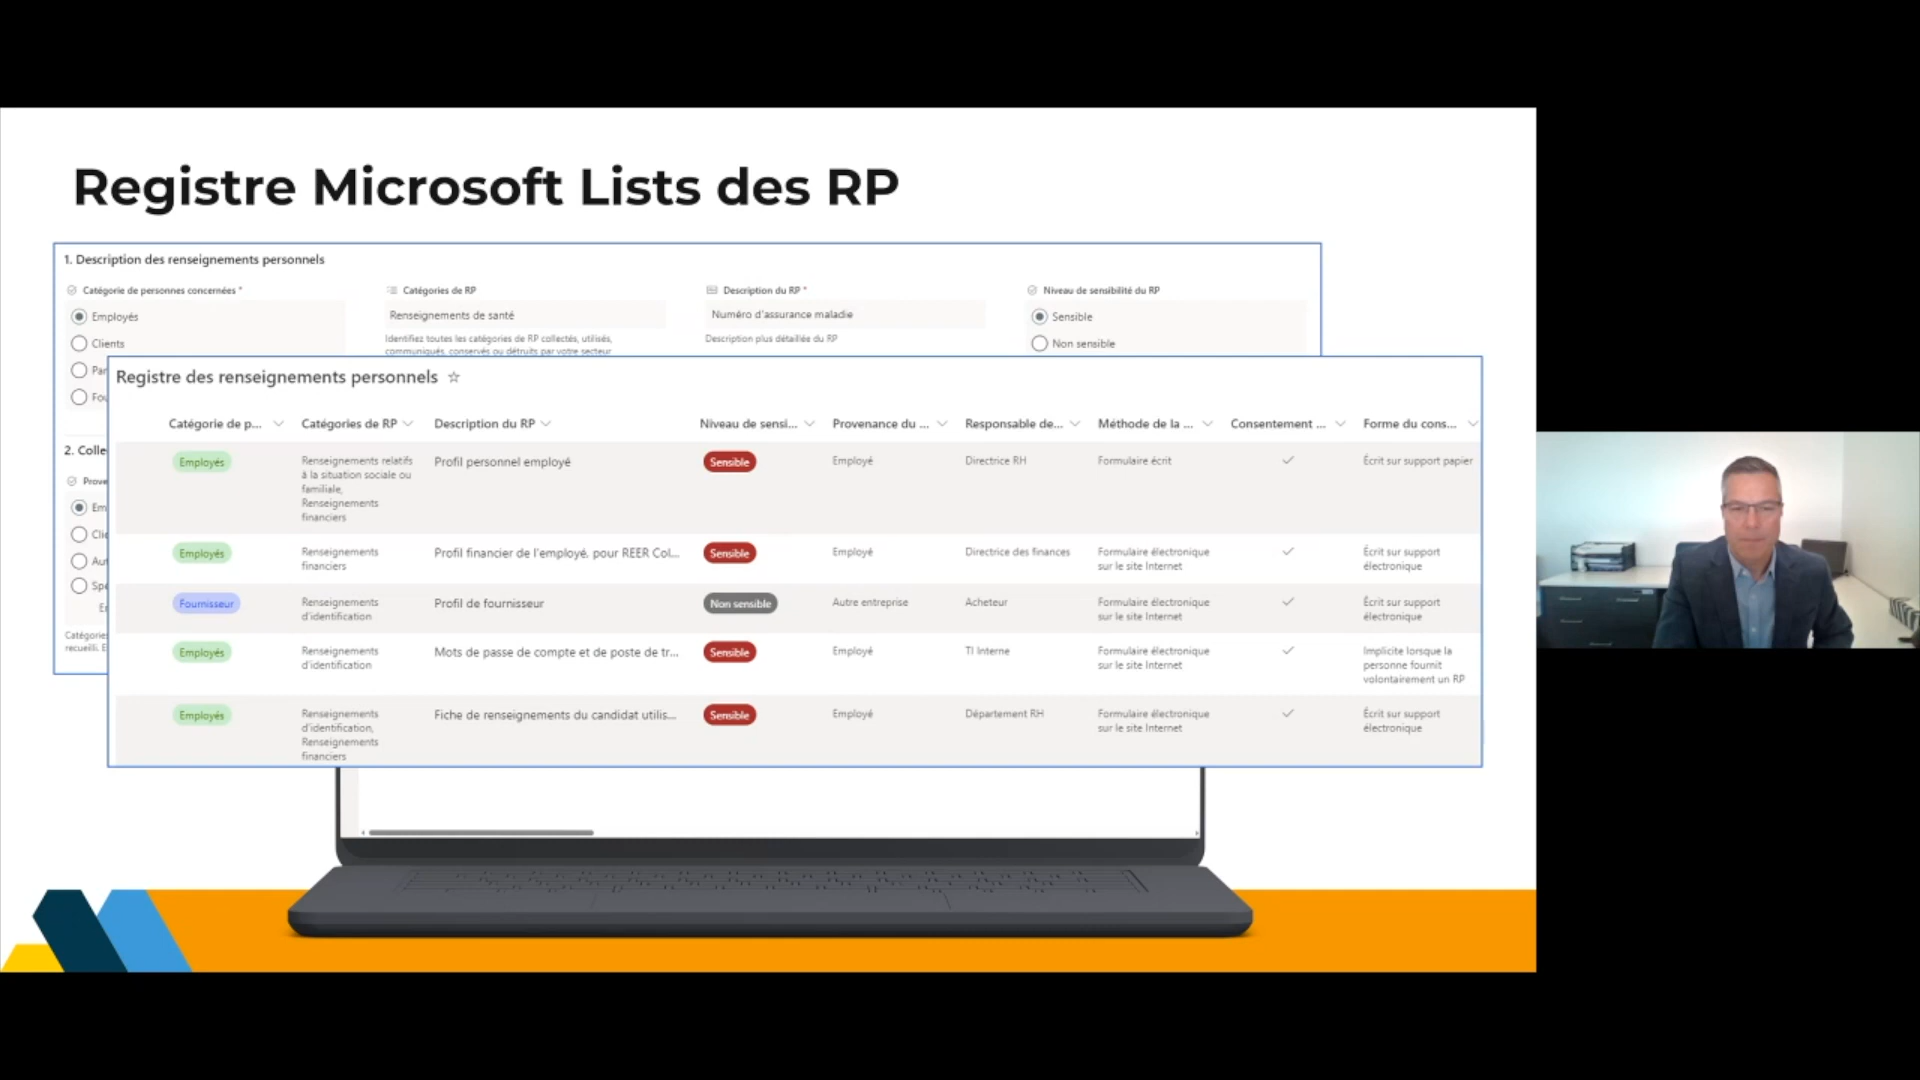 Registre Microsoft Lists des RP
1. Description des renseignements personnels
Catégorie de personnes concernées *
Catégories de RP
Description du RP *
Niveau de sensibilité du RP
Employés
Renseignements de santé
Numéro d'assurance maladie
Sensible
Clients
Identifiez toutes les catégories de RP collectés, utilisés,
communiqués, conservés ou détruits par votre secteur
Description plus détaillée du RP
Non sensible
Par
Fou
2. Colle
Prove
Em
Clie
Aut
Spé
Catégories
recueilli. E
Registre des renseignements personnels
Catégorie de p... Catégories de RP Description du RP Niveau de sensi... Provenance du ... Responsable de... Méthode de la ... Consentement ... Forme du cons...
Employés
Renseignements relatifs
à la situation sociale ou
familiale,
Renseignements
financiers
Profil personnel employé
Sensible
Employé
Directrice RH
Formulaire écrit
Écrit sur support papier
Employés
Renseignements
financiers
Profil financier de l'employé. pour REER Col...
Sensible
Employé
Directrice des finances
Formulaire électronique
sur le site Internet
Écrit sur support
électronique
Fournisseur
Renseignements
d'identification
Profil de fournisseur
Non sensible
Autre entreprise
Acheteur
Formulaire électronique
sur le site Internet
Écrit sur support
électronique
Employés
Renseignements
d'identification
Mots de passe de compte et de poste de tr...
Sensible
Employé
TI Interne
Formulaire électronique
sur le site Internet
Implicite lorsque la
personne fournit
volontairement un RP
Employés
Renseignements
d'identification,
Renseignements
financiers
Fiche de renseignements du candidat utilis...
Sensible
Employé
Département RH
Formulaire électronique
sur le site Internet
Écrit sur support
électronique